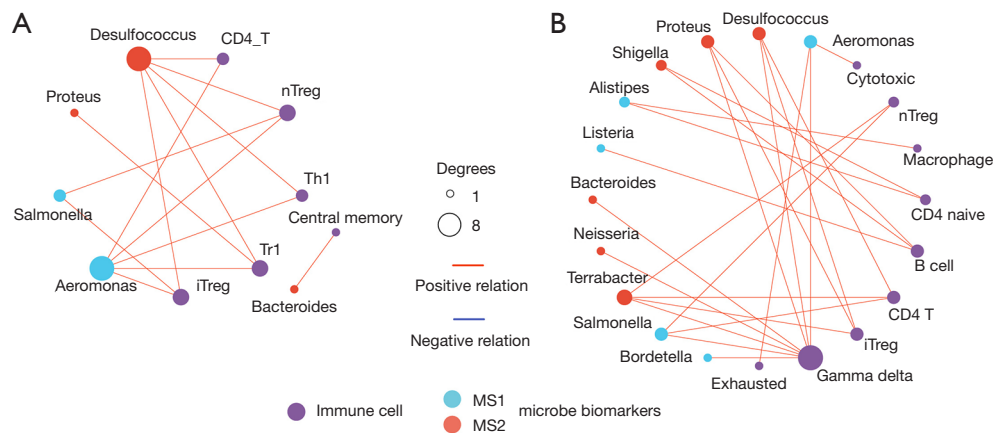 A
Desulfococcus
CD4_T
Proteus
nTreg
Th1
Salmonella
Central memory
Tr1
Aeromonas
iTreg
Bacteroides
Degrees
1
8
Positive relation
Negative relation
B
Desulfococcus
Proteus
Aeromonas
Shigella
Cytotoxic
Alistipes
nTreg
Listeria
Macrophage
Bacteroides
CD4 naive
Neisseria
B cell
Terrabacter
CD4 T
Salmonella
iTreg
Bordetella
Gamma delta
Exhausted
Immune cell
MS1
MS2
microbe biomarkers